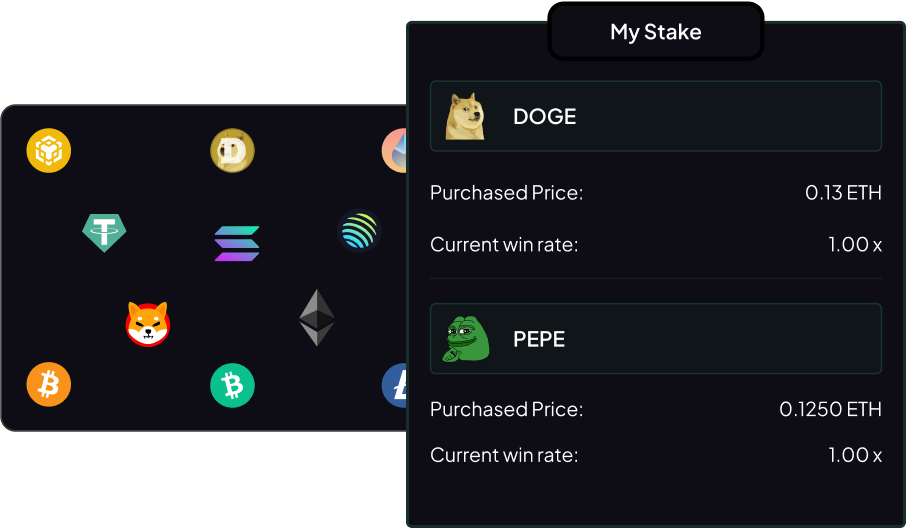 My Stake
DOGE
Purchased Price: 0.13 ETH
Current win rate: 1.00 x
PEPE
Purchased Price: 0.1250 ETH
Current win rate: 1.00 x